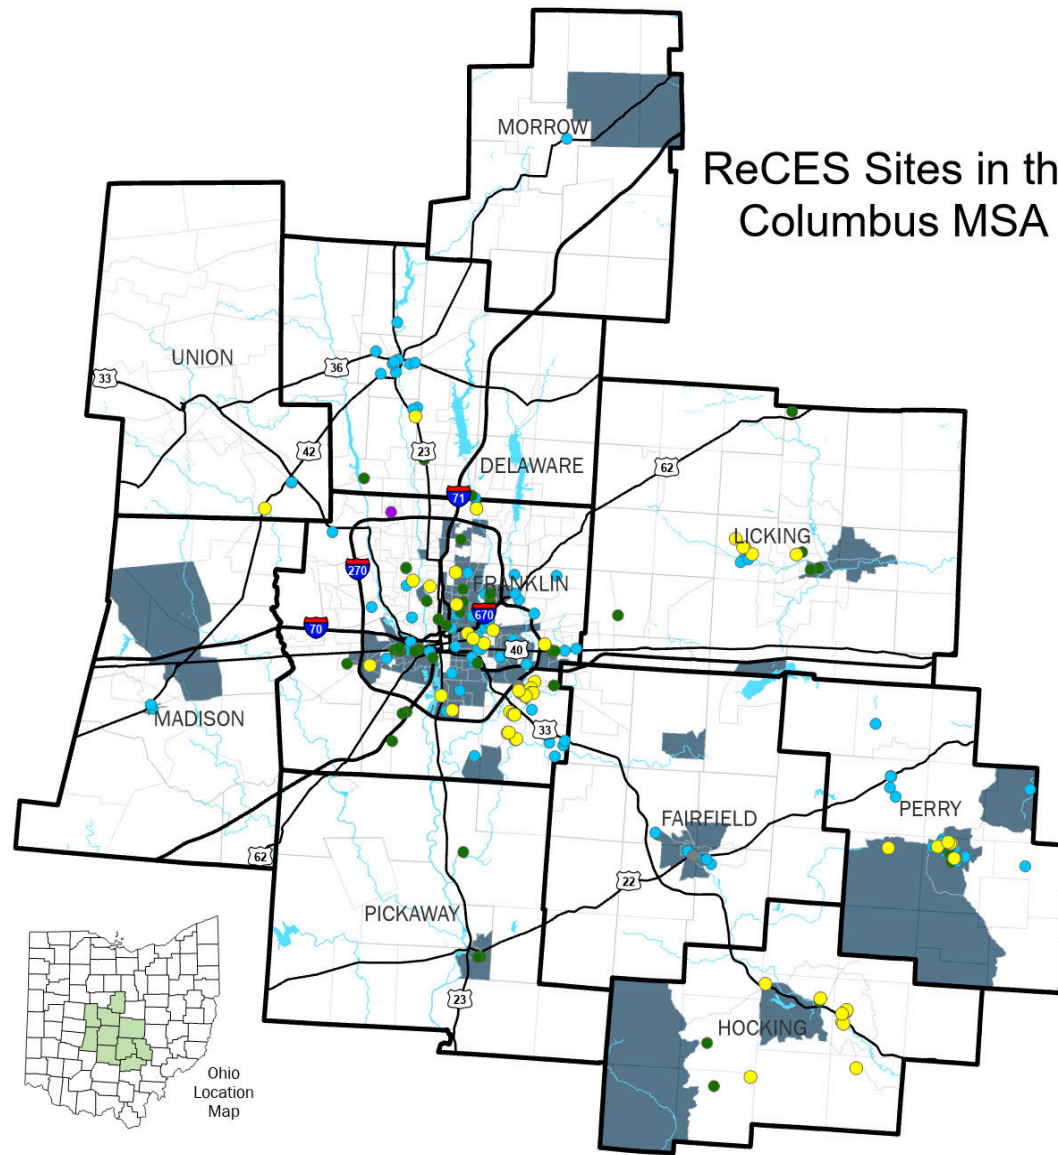 MORROW
ReCES Sites in th
Columbus MSA
UNION
33
36
42
23
DELAWARE
62
71
LICKING
270
FRANKLIN
670
70
40
MADISON
33
FAIRFIELD
PERRY
62
22
PICKAWAY
23
HOCKING
Ohio
Location
Map